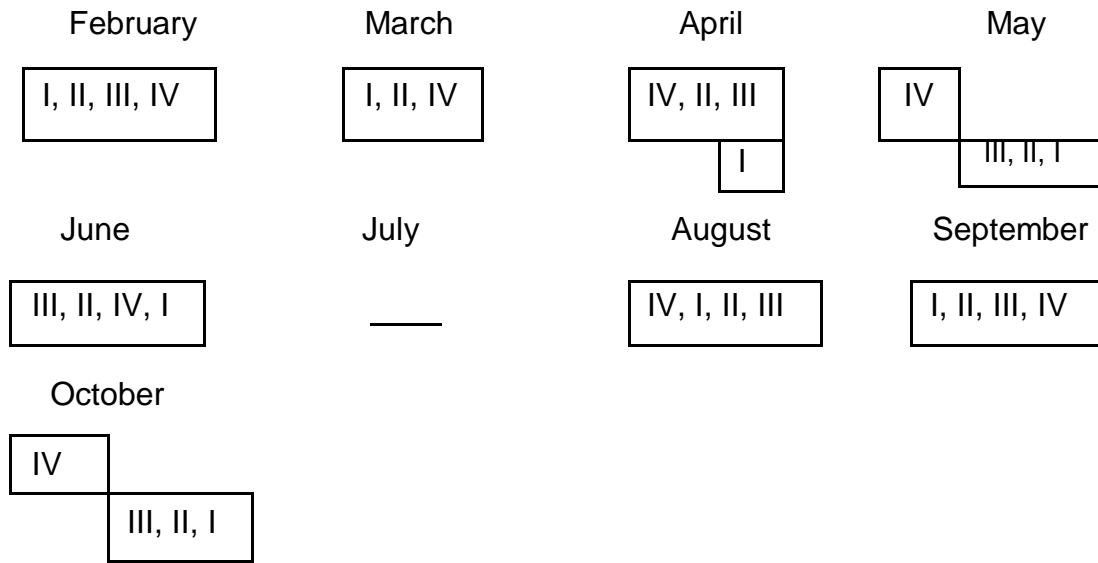 February March April May
I, II, III, IV I, II, IV IV, II, III IV
I III, II, I
June July August September
III, II, IV, I IV, I, II, III I, II, III, IV
October
IV
III, II, I